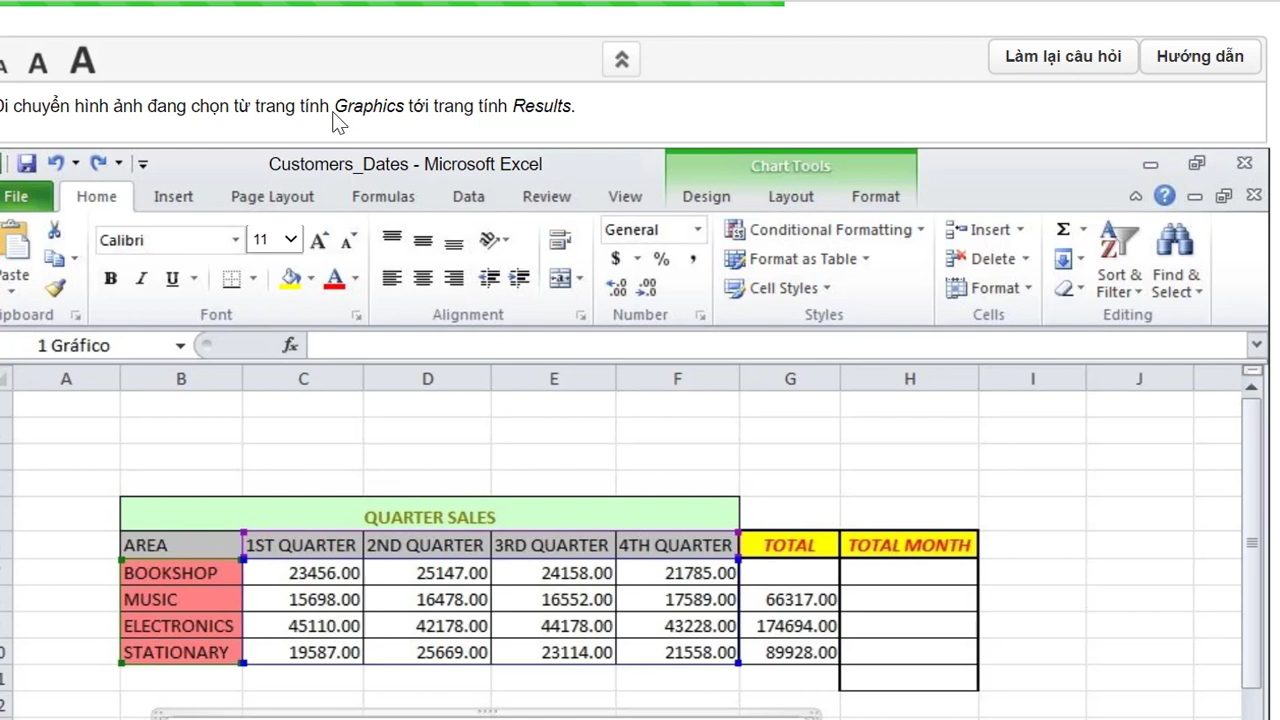 A A A
Làm lại câu hỏi
Hướng dẫn
Di chuyển hình ảnh đang chọn từ trang tính Graphics tới trang tính Results.
Customers_Dates - Microsoft Excel
Chart Tools
File Home Insert Page Layout Formulas Data Review View Design Layout Format
Calibri 11 General Conditional Formatting Insert Σ
B I U $ % , Format as Table Delete
Paste Cell Styles Format Sort & Filter Find & Select
Font Alignment Number Styles Cells Editing
1 Gráfico fx
A B C D E F G H I J
QUARTER SALES
AREA 1ST QUARTER 2ND QUARTER 3RD QUARTER 4TH QUARTER TOTAL TOTAL MONTH
BOOKSHOP 23456.00 25147.00 24158.00 21785.00
MUSIC 15698.00 16478.00 16552.00 17589.00 66317.00
ELECTRONICS 45110.00 42178.00 44178.00 43228.00 174694.00
STATIONARY 19587.00 25669.00 23114.00 21558.00 89928.00